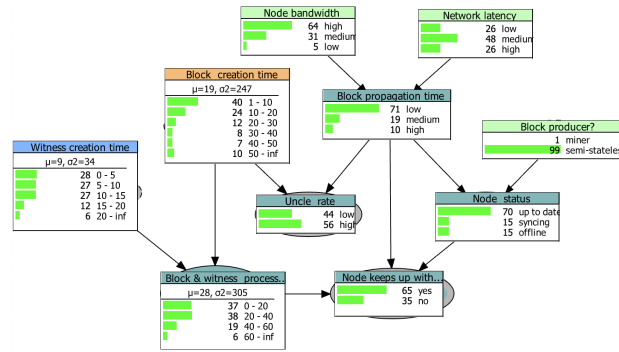 Node bandwidth
64 high
31 medium
5 low
Network latency
26 low
48 medium
26 high
Block creation time
μ=19, σ2=247
40 1 - 10
24 10 - 20
12 20 - 30
8 30 - 40
7 40 - 50
10 50 - inf
Block propagation time
71 low
19 medium
10 high
Block producer?
1 miner
99 semi-stateles
Witness creation time
μ=9, σ2=34
28 0 - 5
27 5 - 10
27 10 - 15
12 15 - 20
6 20 - inf
Uncle rate
44 low
56 high
Node status
70 up to date
15 syncing
15 offline
Block & witness process...
μ=28, σ2=305
37 0 - 20
38 20 - 40
19 40 - 60
6 60 - inf
Node keeps up with...
65 yes
35 no